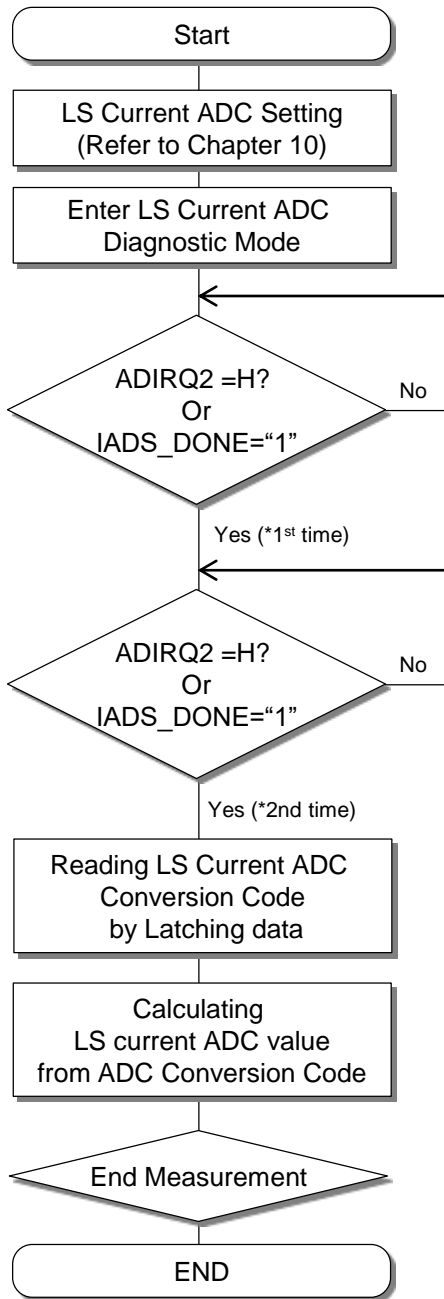 Start
LS Current ADC Setting
(Refer to Chapter 10)
Enter LS Current ADC
Diagnostic Mode
ADIRQ2 =H?
Or
IADS_DONE=“1”
No
Yes (*1st time)
ADIRQ2 =H?
Or
IADS_DONE=“1”
No
Yes (*2nd time)
Reading LS Current ADC
Conversion Code
by Latching data
Calculating
LS current ADC value
from ADC Conversion Code
End Measurement
END